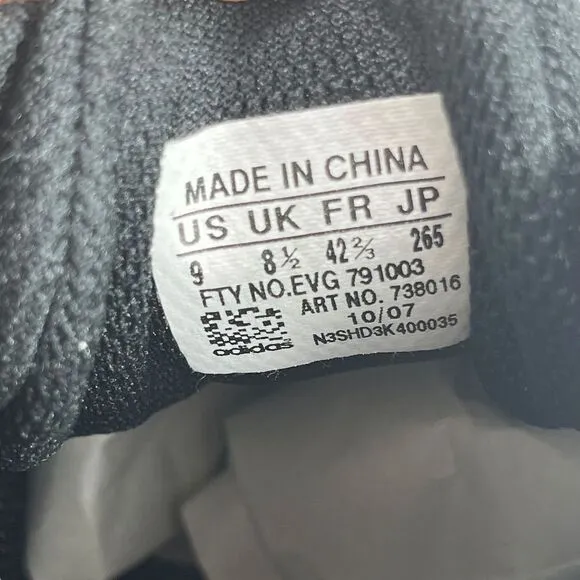 MADE IN CHINA
US UK FR JP
9 8½ 42⅔ 265
FTY NO.EVG 791003
ART NO. 738016
10/07
adidas N3SHD3K400035